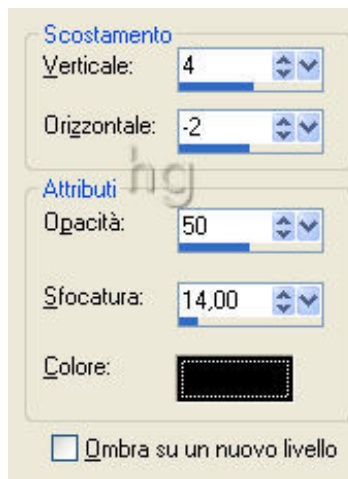 Scostamento
Verticale: 4
Orizzontale: -2
hg
Attributi
Opacità: 50
Sfocatura: 14,00
Colore:
Ombra su un nuovo livello